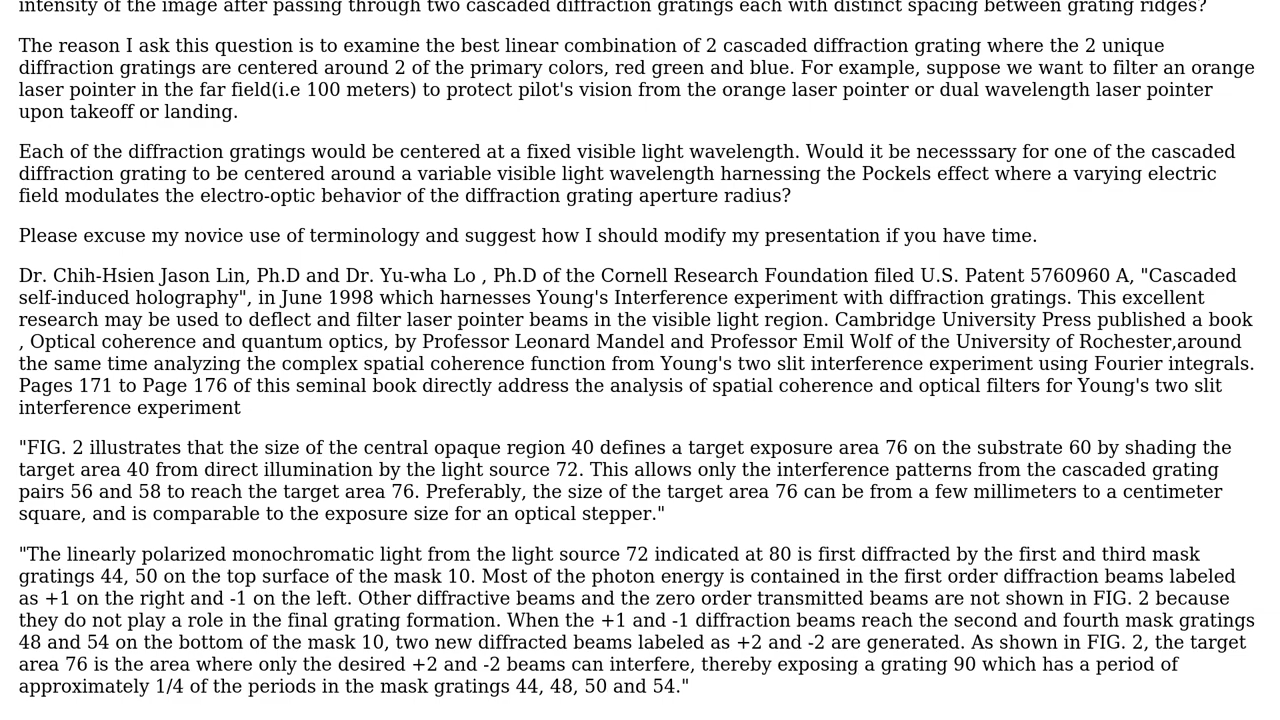 intensity of the image after passing through two cascaded diffraction gratings each with distinct spacing between grating ridges?
The reason I ask this question is to examine the best linear combination of 2 cascaded diffraction grating where the 2 unique
diffraction gratings are centered around 2 of the primary colors, red green and blue. For example, suppose we want to filter an orange
laser pointer in the far field(i.e 100 meters) to protect pilot's vision from the orange laser pointer or dual wavelength laser pointer
upon takeoff or landing.
Each of the diffraction gratings would be centered at a fixed visible light wavelength. Would it be necesssary for one of the cascaded
diffraction grating to be centered around a variable visible light wavelength harnessing the Pockels effect where a varying electric
field modulates the electro-optic behavior of the diffraction grating aperture radius?
Please excuse my novice use of terminology and suggest how I should modify my presentation if you have time.
Dr. Chih-Hsien Jason Lin, Ph.D and Dr. Yu-wha Lo , Ph.D of the Cornell Research Foundation filed U.S. Patent 5760960 A, "Cascaded
self-induced holography", in June 1998 which harnesses Young's Interference experiment with diffraction gratings. This excellent
research may be used to deflect and filter laser pointer beams in the visible light region. Cambridge University Press published a book
, Optical coherence and quantum optics, by Professor Leonard Mandel and Professor Emil Wolf of the University of Rochester,around
the same time analyzing the complex spatial coherence function from Young's two slit interference experiment using Fourier integrals.
Pages 171 to Page 176 of this seminal book directly address the analysis of spatial coherence and optical filters for Young's two slit
interference experiment
"FIG. 2 illustrates that the size of the central opaque region 40 defines a target exposure area 76 on the substrate 60 by shading the
target area 40 from direct illumination by the light source 72. This allows only the interference patterns from the cascaded grating
pairs 56 and 58 to reach the target area 76. Preferably, the size of the target area 76 can be from a few millimeters to a centimeter
square, and is comparable to the exposure size for an optical stepper."
"The linearly polarized monochromatic light from the light source 72 indicated at 80 is first diffracted by the first and third mask
gratings 44, 50 on the top surface of the mask 10. Most of the photon energy is contained in the first order diffraction beams labeled
as +1 on the right and -1 on the left. Other diffractive beams and the zero order transmitted beams are not shown in FIG. 2 because
they do not play a role in the final grating formation. When the +1 and -1 diffraction beams reach the second and fourth mask gratings
48 and 54 on the bottom of the mask 10, two new diffracted beams labeled as +2 and -2 are generated. As shown in FIG. 2, the target
area 76 is the area where only the desired +2 and -2 beams can interfere, thereby exposing a grating 90 which has a period of
approximately 1/4 of the periods in the mask gratings 44, 48, 50 and 54."